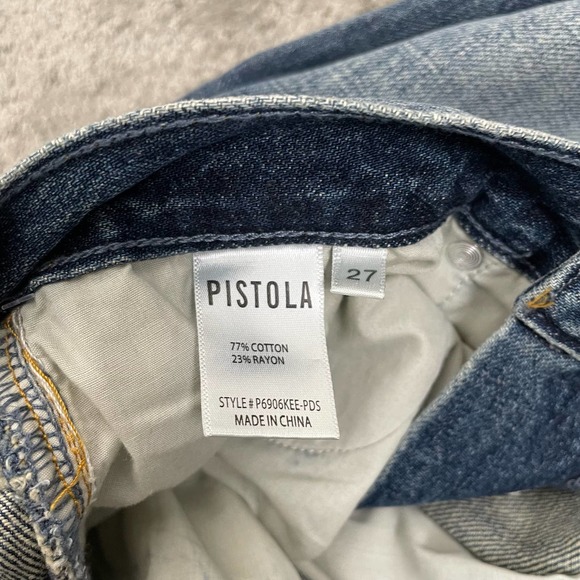 PISTOLA
27
77% COTTON
23% RAYON
STYLE # P6906KEE-PDS
MADE IN CHINA